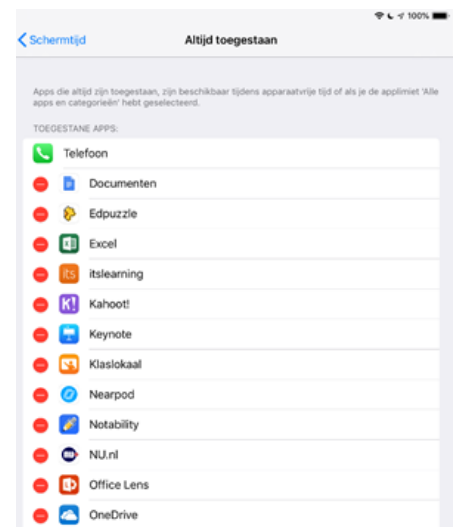 100%
Schermtijd
Altijd toegestaan
Apps die altijd zijn toegestaan, zijn beschikbaar tijdens apparaatvrije tijd of als je de applimiet 'Alle
apps en categorieën' hebt geselecteerd.
TOEGESTANE APPS:
Telefoon
Documenten
Edpuzzle
Excel
its itslearning
K! Kahoot!
Keynote
Klaslokaal
Nearpod
Notability
NU NU.nl
Office Lens
OneDrive